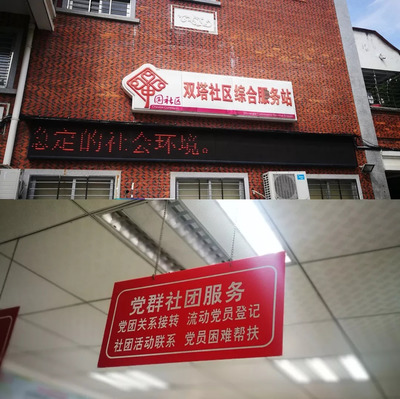 双塔社区综合服务站
社区
稳定的社会环境。
党群社团服务
党团关系接转 流动党员登记
社团活动联系 党员困难帮扶